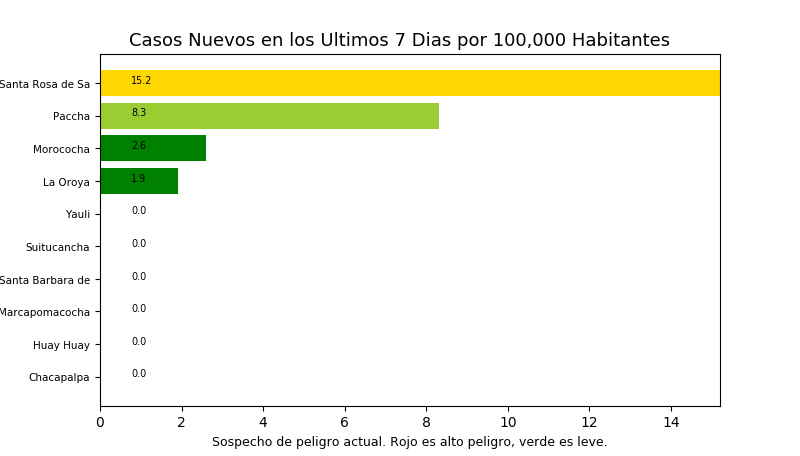 Casos Nuevos en los Ultimos 7 Dias por 100,000 Habitantes
Santa Rosa de Sa 15.2
Paccha 8.3
Morococha 2.6
La Oroya 1.9
Yauli 0.0
Suitucancha 0.0
Santa Barbara de 0.0
Marcapomacocha 0.0
Huay Huay 0.0
Chacapalpa 0.0
0 2 4 6 8 10 12 14
Sospecho de peligro actual. Rojo es alto peligro, verde es leve.